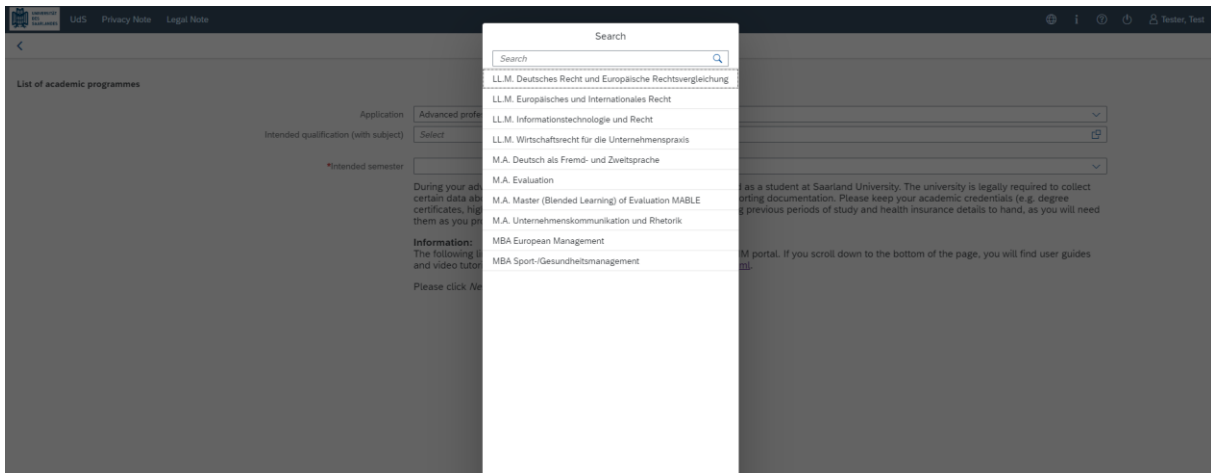 UNIVERSITÄT
DES
SAARLANDES
UdS Privacy Note Legal Note
Tester, Test
Search
Search
List of academic programmes
LL.M. Deutsches Recht und Europäische Rechtsvergleichung
LL.M. Europäisches und Internationales Recht
LL.M. Informationstechnologie und Recht
LL.M. Wirtschaftsrecht für die Unternehmenspraxis
M.A. Deutsch als Fremd- und Zweitsprache
M.A. Evaluation
M.A. Master (Blended Learning) of Evaluation MABLE
M.A. Unternehmenskommunikation und Rhetorik
MBA European Management
MBA Sport-/Gesundheitsmanagement
Application Advanced profe
Intended qualification (with subject) Select
*Intended semester
During your as a student at Saarland University. The university is legally required to collect
certain data orting documentation. Please keep your academic credentials (e.g. degree
certificates, previous periods of study and health insurance details to hand, as you will need
them as you
Information:
The following portal. If you scroll down to the bottom of the page, you will find user guides
and video
Please click